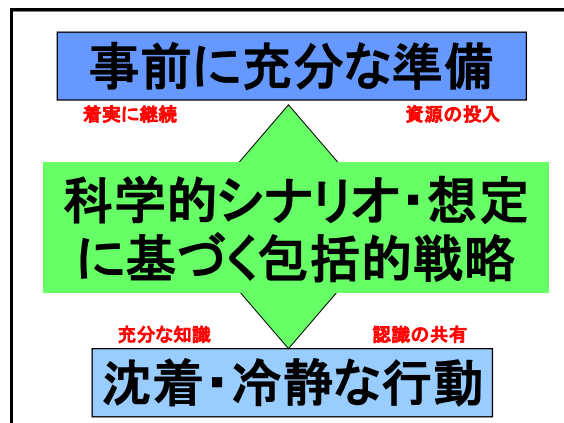 事前に充分な準備
着実に継続 資源の投入
科学的シナリオ・想定
に基づく包括的戦略
充分な知識 認識の共有
沈着・冷静な行動